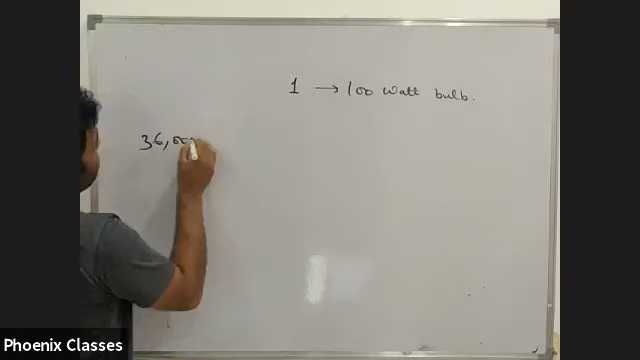 1 → 100 Watt bulb.
36,00
Phoenix Classes